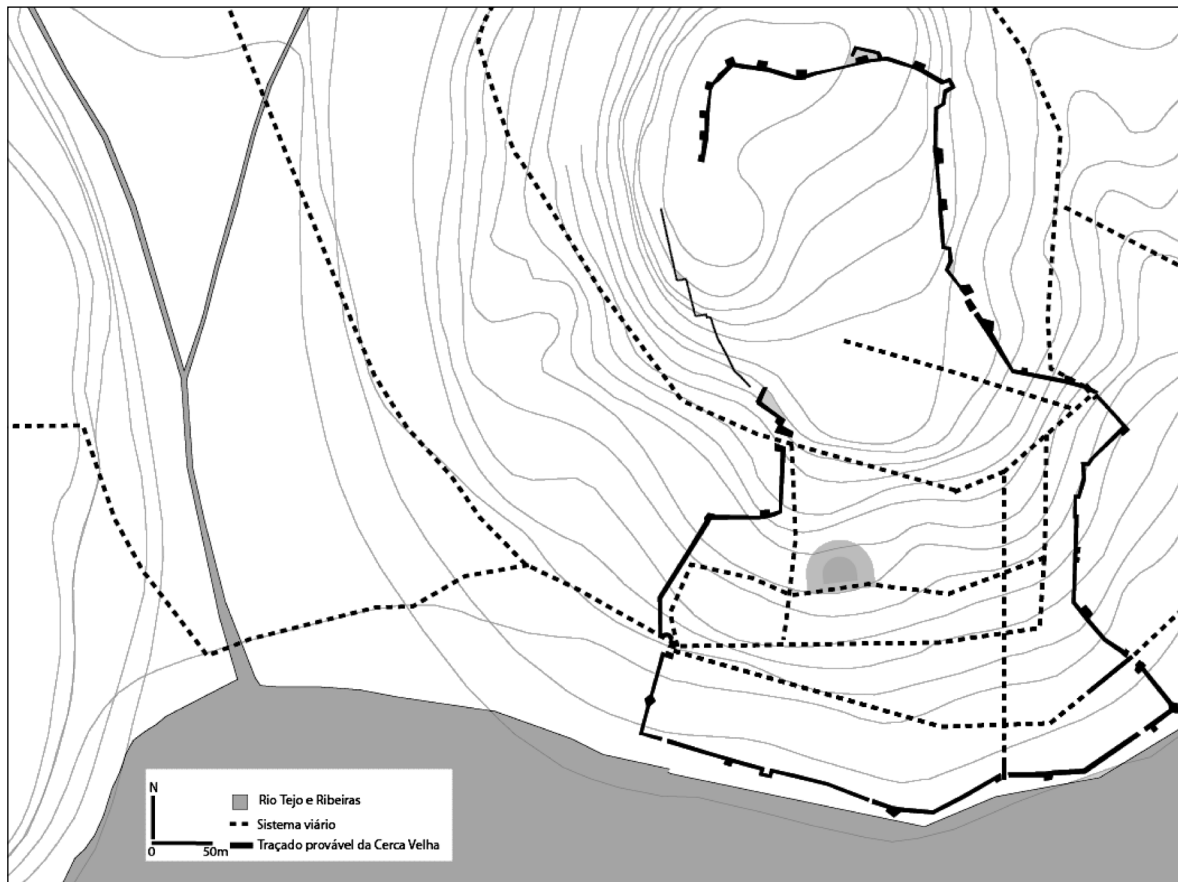 N
Rio Tejo e Ribeiras
Sistema viário
Traçado provável da Cerca Velha
0 50m